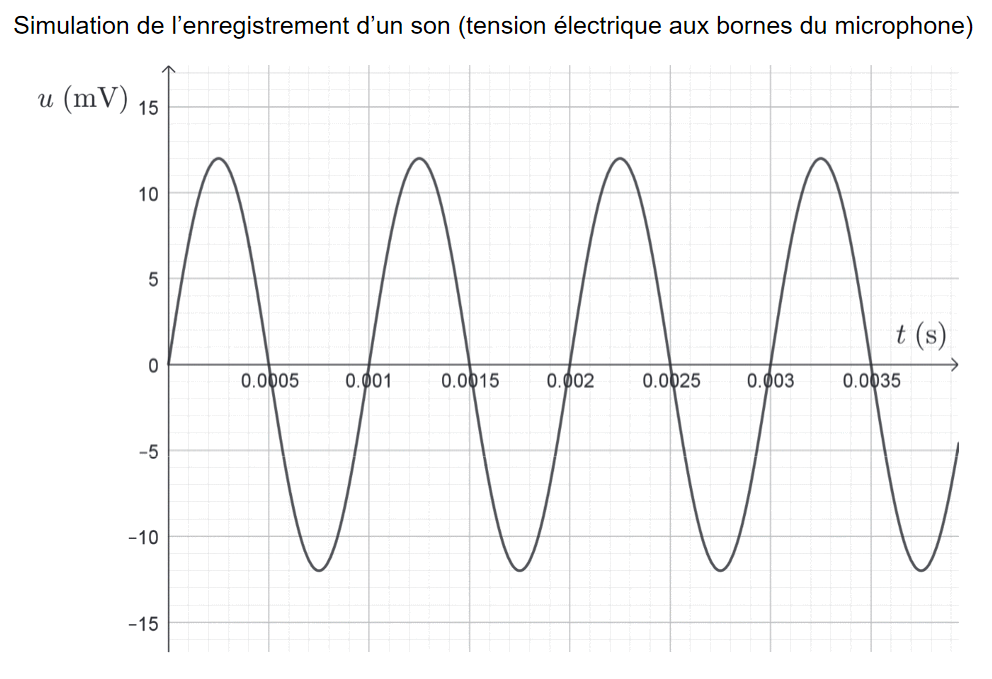 Simulation de l’enregistrement d’un son (tension électrique aux bornes du microphone)
u (mV)
15
10
5
t (s)
0
0.0005 0.001 0.0015 0.002 0.0025 0.003 0.0035
−5
−10
−15